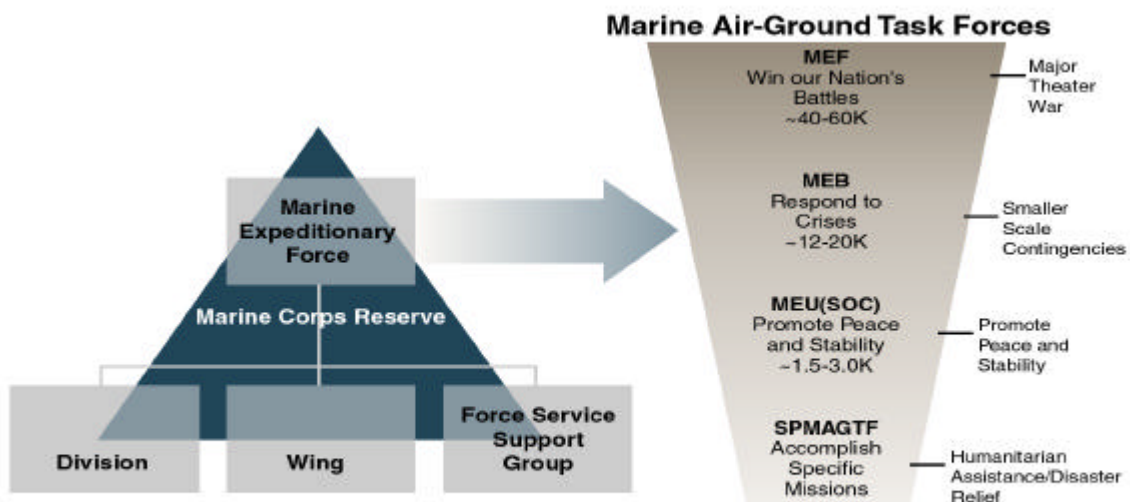 Marine Air-Ground Task Forces
MEF
Win our Nation's
Battles
~40-60K
Major
Theater
War
MEB
Respond to
Crises
~12-20K
Smaller
Scale
Contingencies
MEU(SOC)
Promote Peace
and Stability
~1.5-3.0K
Promote
Peace and
Stability
SPMAGTF
Accomplish
Specific
Missions
Humanitarian
Assistance/Disaster
Relief
Marine
Expeditionary
Force
Marine Corps Reserve
Division
Wing
Force Service
Support
Group